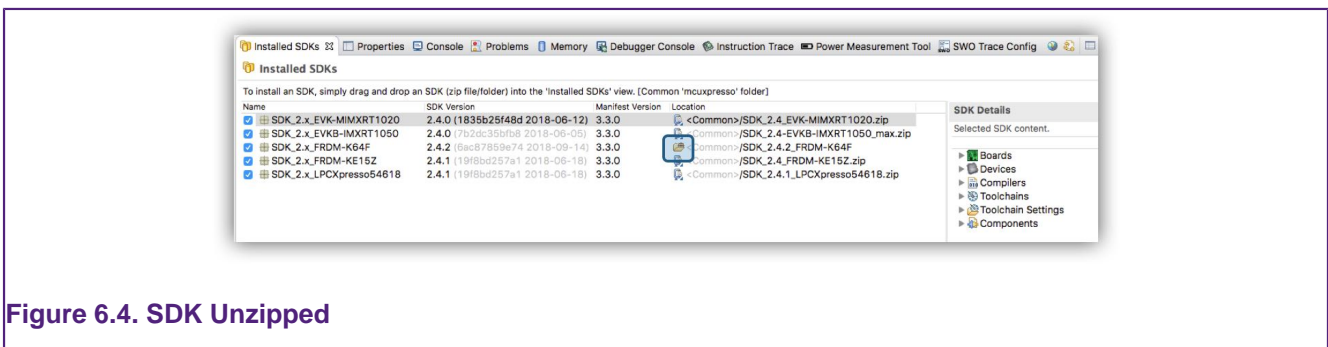 Installed SDKs Properties Console Problems Memory Debugger Console Instruction Trace Power Measurement Tool SWO Trace Config
Installed SDKs
To install an SDK, simply drag and drop an SDK (zip file/folder) into the 'Installed SDKs' view. [Common 'mcuxpresso' folder]
Name SDK Version Manifest Version Location
SDK_2.x_EVK-MIMXRT1020 2.4.0 (1835b25f48d 2018-06-12) 3.3.0 <Common>/SDK_2.4_EVK-MIMXRT1020.zip
SDK_2.x_EVKB-IMXRT1050 2.4.0 (7b2dc35bfb8 2018-06-05) 3.3.0 <Common>/SDK_2.4-EVKB-IMXRT1050_max.zip
SDK_2.x_FRDM-K64F 2.4.2 (6ac87859e74 2018-09-14) 3.3.0 <Common>/SDK_2.4.2_FRDM-K64F
SDK_2.x_FRDM-KE15Z 2.4.1 (19f8bd257a1 2018-06-18) 3.3.0 <Common>/SDK_2.4_FRDM-KE15Z.zip
SDK_2.x_LPCXpresso54618 2.4.1 (19f8bd257a1 2018-06-18) 3.3.0 <Common>/SDK_2.4.1_LPCXpresso54618.zip
SDK Details
Selected SDK content.
Boards
Devices
Compilers
Toolchains
Toolchain Settings
Components
Figure 6.4. SDK Unzipped